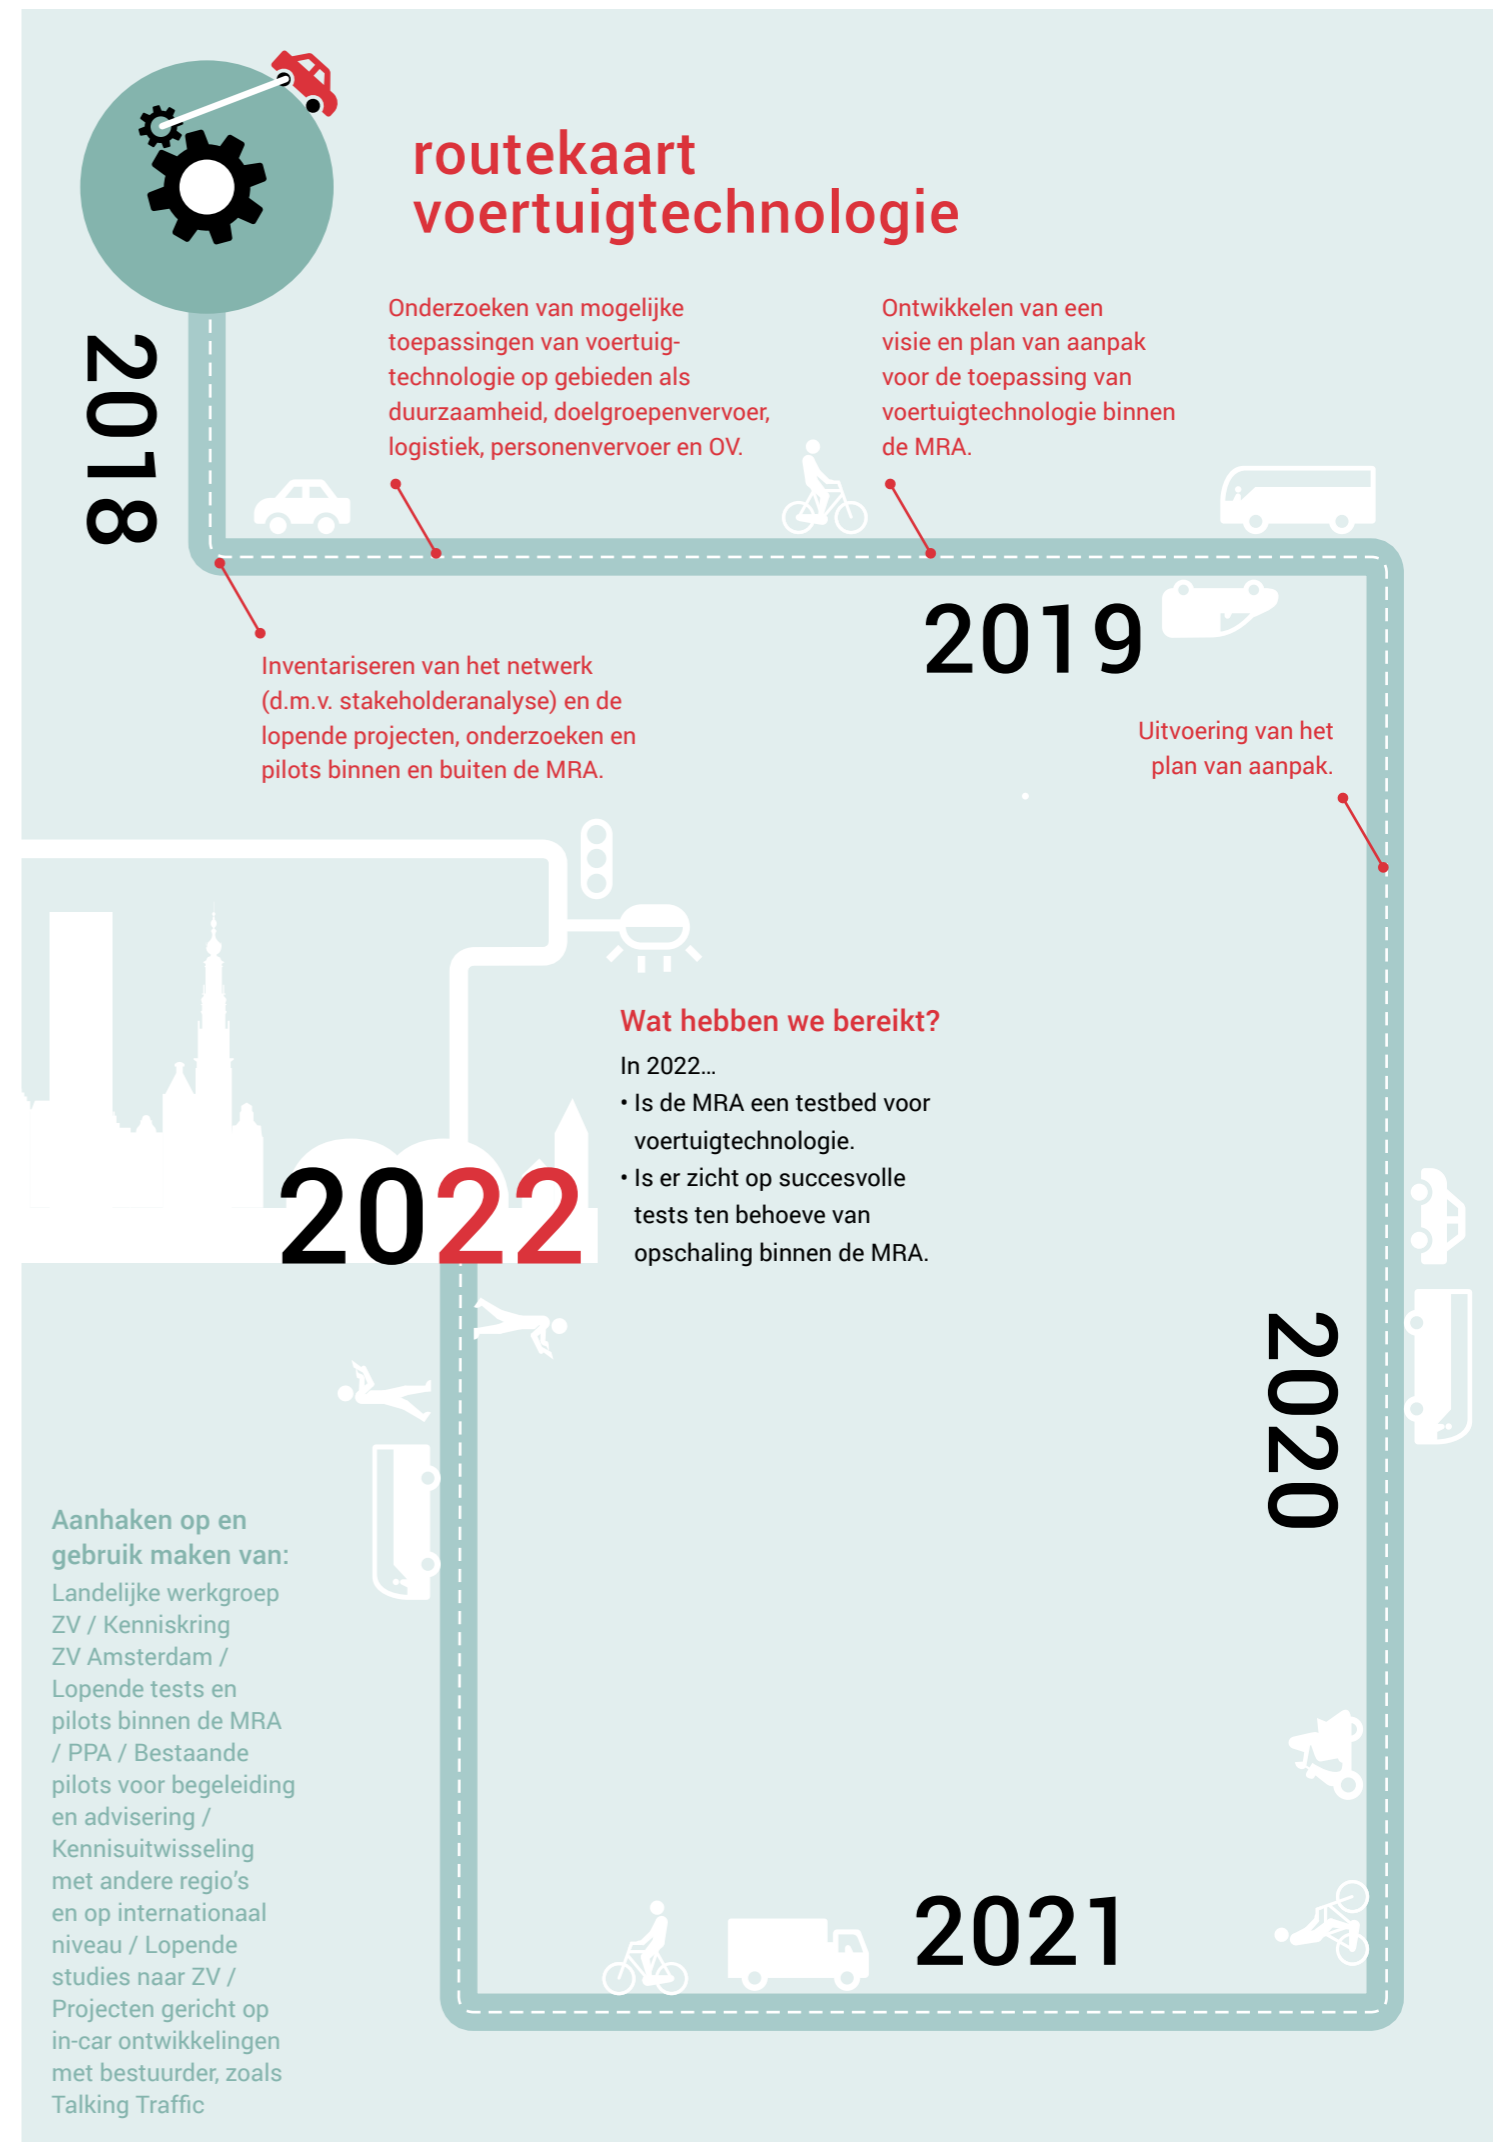 routekaart
voertuigtechnologie
2018
Onderzoeken van mogelijke
toepassingen van voertuig-
technologie op gebieden als
duurzaamheid, doelgroepenvervoer,
logistiek, personenvervoer en OV.
Ontwikkelen van een
visie en plan van aanpak
voor de toepassing van
voertuigtechnologie binnen
de MRA.
Inventariseren van het netwerk
(d.m.v. stakeholderanalyse) en de
lopende projecten, onderzoeken en
pilots binnen en buiten de MRA.
2019
Uitvoering van het
plan van aanpak.
2020
2021
2022
Wat hebben we bereikt?
In 2022…
• Is de MRA een testbed voor
voertuigtechnologie.
• Is er zicht op succesvolle
tests ten behoeve van
opschaling binnen de MRA.
Aanhaken op en
gebruik maken van:
Landelijke werkgroep
ZV / Kenniskring
ZV Amsterdam /
Lopende tests en
pilots binnen de MRA
/ PPA / Bestaande
pilots voor begeleiding
en advisering /
Kennisuitwisseling
met andere regio’s
en op internationaal
niveau / Lopende
studies naar ZV /
Projecten gericht op
in-car ontwikkelingen
met bestuurder, zoals
Talking Traffic